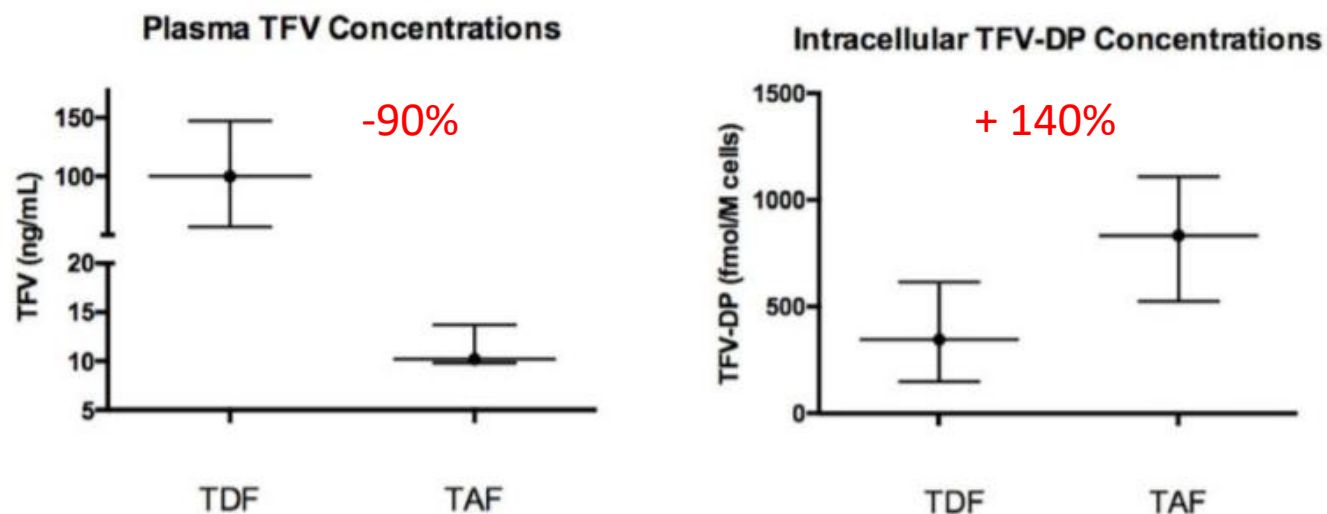 Plasma TFV Concentrations
-90%
TFV (ng/mL)
150
100
20
15
10
5
TDF TAF
Intracellular TFV-DP Concentrations
+ 140%
TFV-DP (fmol/M cells)
1500
1000
500
0
TDF TAF